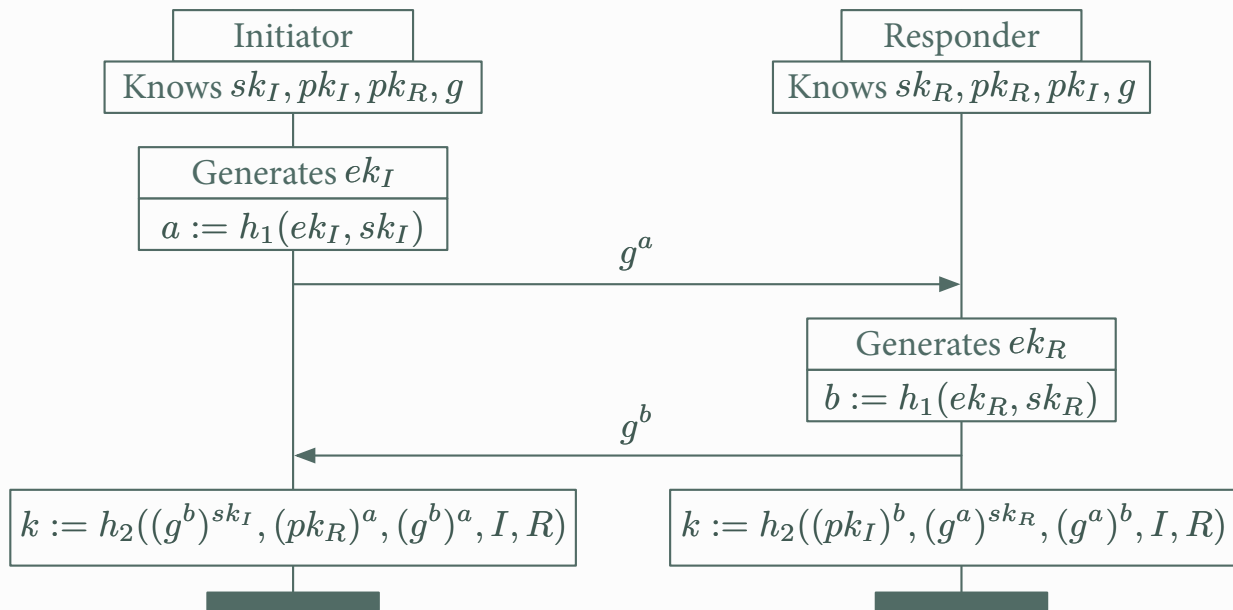 Initiator
Responder
Knows sk_I, pk_I, pk_R, g
Knows sk_R, pk_R, pk_I, g
Generates ek_I
a := h_1(ek_I, sk_I)
g^a
Generates ek_R
b := h_1(ek_R, sk_R)
g^b
k := h_2((g^b)^{sk_I}, (pk_R)^a, (g^b)^a, I, R)
k := h_2((pk_I)^b, (g^a)^{sk_R}, (g^a)^b, I, R)